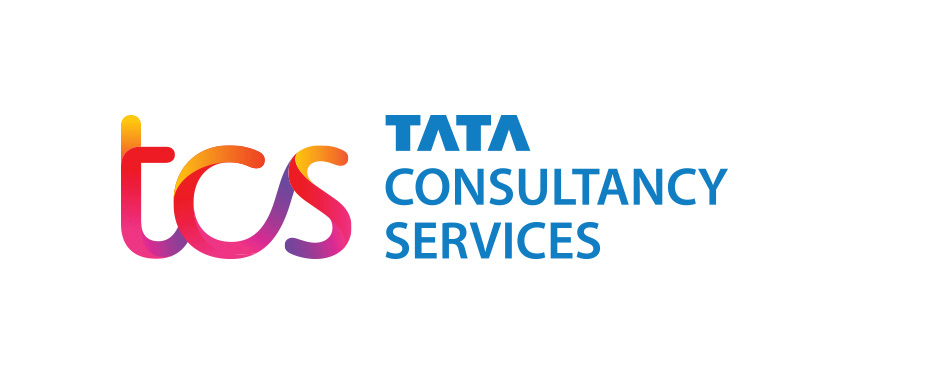 tcs
TATA
CONSULTANCY
SERVICES